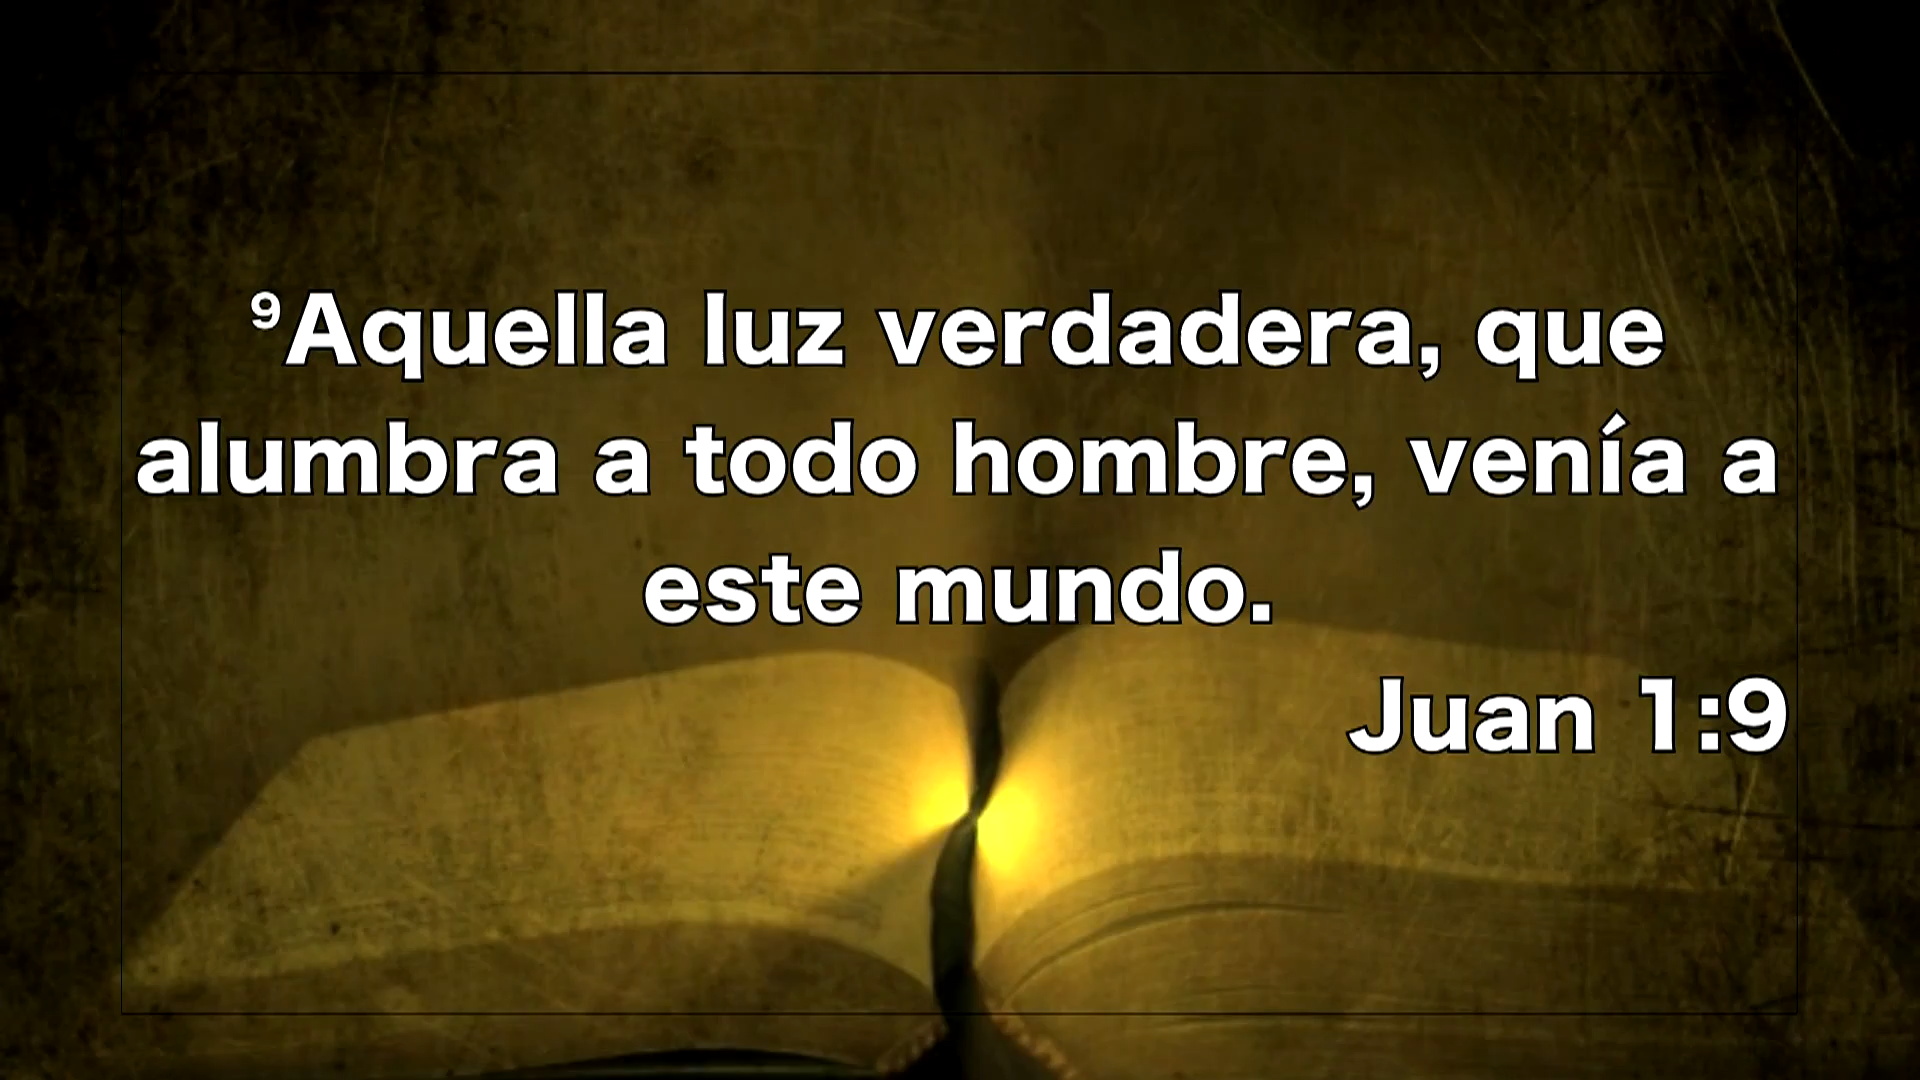 ⁹Aquella luz verdadera, que
alumbra a todo hombre, venía a
este mundo.
Juan 1:9